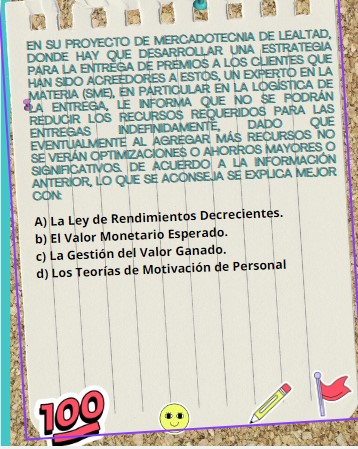 EN SU PROYECTO DE MERCADOTECNIA DE LEALTAD,
DONDE HAY QUE DESARROLLAR UNA ESTRATEGIA
PARA LA ENTREGA DE PREMIOS A LOS CLIENTES QUE
HAN SIDO ACREEDORES A ESTOS, UN EXPERTO EN LA
MATERIA (SME), EN PARTICULAR EN LA LOGÍSTICA DE
LA ENTREGA, LE INFORMA QUE NO SE PODRÁN
REDUCIR LOS RECURSOS REQUERIDOS PARA LAS
ENTREGAS INDEFINIDAMENTE, DADO QUE
EVENTUALMENTE AL AGREGAR MÁS RECURSOS NO
SE VERÁN OPTIMIZACIONES O AHORROS MAYORES O
SIGNIFICATIVOS. DE ACUERDO A LA INFORMACIÓN
ANTERIOR, LO QUE SE ACONSEJA SE EXPLICA MEJOR
CON:
A) La Ley de Rendimientos Decrecientes.
b) El Valor Monetario Esperado.
c) La Gestión del Valor Ganado.
d) Los Teorías de Motivación de Personal
100